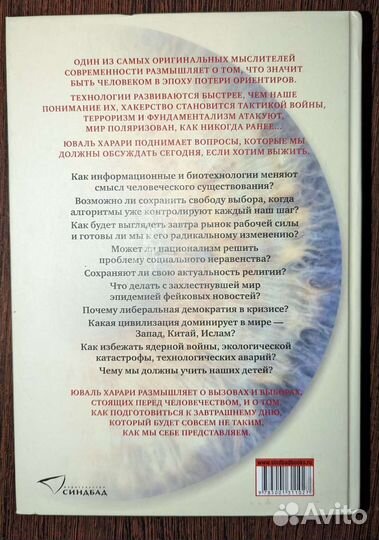 ОДИН ИЗ САМЫХ ОРИГИНАЛЬНЫХ МЫСЛИТЕЛЕЙ
СОВРЕМЕННОСТИ РАЗМЫШЛЯЕТ О ТОМ, ЧТО ЗНАЧИТ
БЫТЬ ЧЕЛОВЕКОМ В ЭПОХУ ПОТЕРИ ОРИЕНТИРОВ.
ТЕХНОЛОГИИ РАЗВИВАЮТСЯ БЫСТРЕЕ, ЧЕМ НАШЕ
ПОНИМАНИЕ ИХ, ХАКЕРСТВО СТАНОВИТСЯ ТАКТИКОЙ ВОЙНЫ,
ТЕРРОРИЗМ И ФУНДАМЕНТАЛИЗМ АТАКУЮТ,
МИР ПОЛЯРИЗОВАН, КАК НИКОГДА РАНЕЕ...
ЮВАЛЬ ХАРАРИ ПОДНИМАЕТ ВОПРОСЫ, КОТОРЫЕ МЫ
ДОЛЖНЫ ОБСУЖДАТЬ СЕГОДНЯ, ЕСЛИ ХОТИМ ВЫЖИТЬ.
Как информационные и биотехнологии меняют
смысл человеческого существования?
Возможно ли сохранить свободу выбора, когда
алгоритмы уже контролируют каждый наш шаг?
Как будет выглядеть завтра рынок рабочей силы
и готовы ли мы к его радикальному изменению?
Может ли национализм решить
проблему социального неравенства?
Сохраняют ли свою актуальность религии?
Что делать с захлестнувшей мир
эпидемией фейковых новостей?
Почему либеральная демократия в кризисе?
Какая цивилизация доминирует в мире —
Запад, Китай, Ислам?
Как избежать ядерной войны, экологической
катастрофы, технологических аварий?
Чему мы должны учить наших детей?
ЮВАЛЬ ХАРАРИ РАЗМЫШЛЯЕТ О ВЫЗОВАХ И ВЫБОРАХ,
СТОЯЩИХ ПЕРЕД ЧЕЛОВЕЧЕСТВОМ, И О ТОМ,
КАК ПОДГОТОВИТЬСЯ К ЗАВТРАШНЕМУ ДНЮ,
КОТОРЫЙ БУДЕТ СОВСЕМ НЕ ТАКИМ,
КАК МЫ СЕБЕ ПРЕДСТАВЛЯЕМ.
www.sindbadbooks.ru
ИЗДАТЕЛЬСТВО
СИНДБАД
Avito